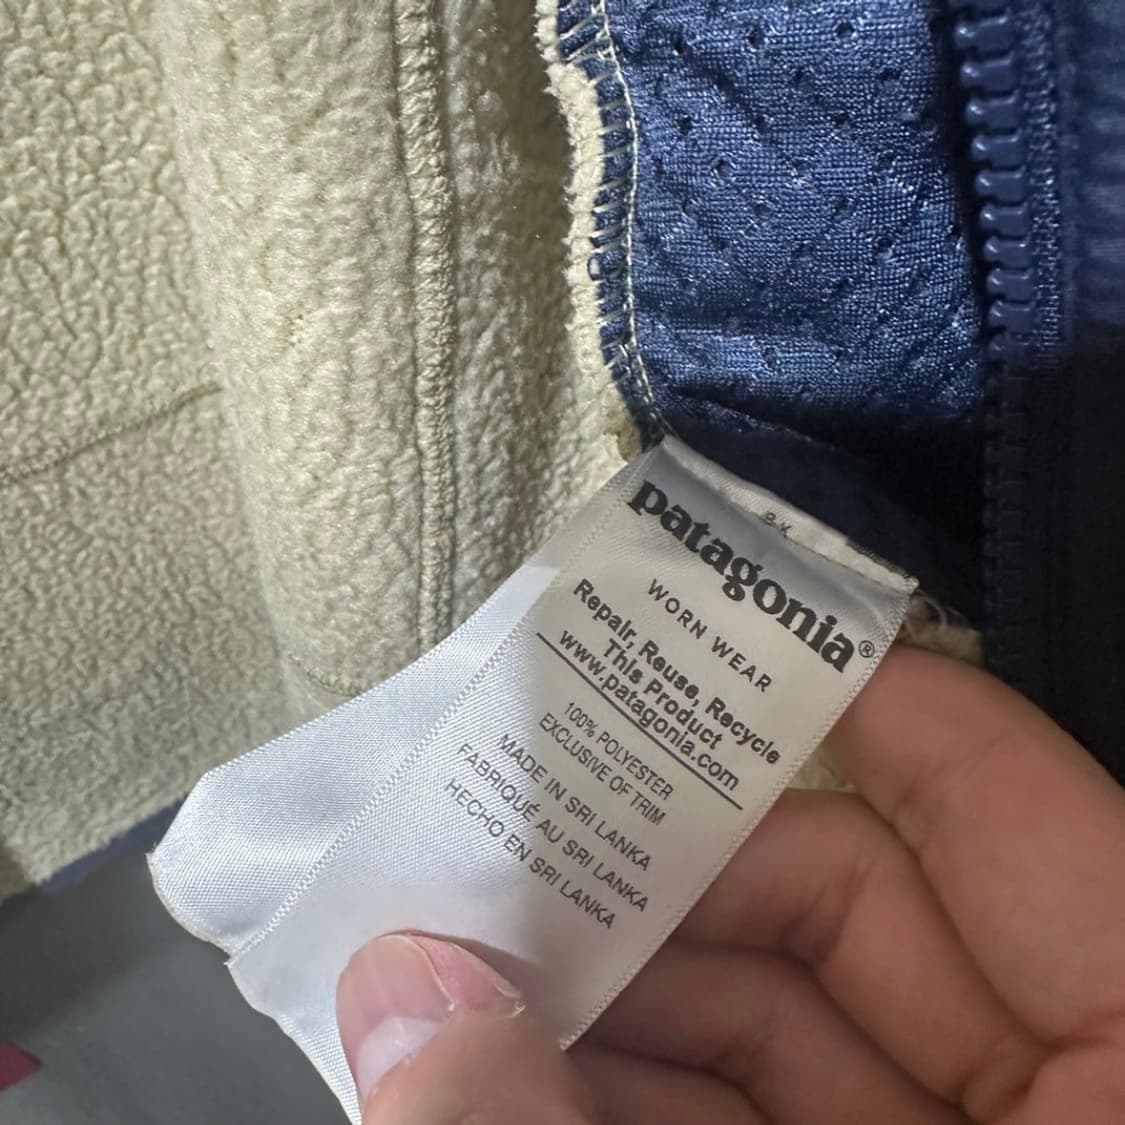 patagonia®
WORN WEAR
Repair, Reuse, Recycle
This Product
www.patagonia.com
100% POLYESTER
EXCLUSIVE OF TRIM
MADE IN SRI LANKA
FABRIQUÉ AU SRI LANKA
HECHO EN SRI LANKA